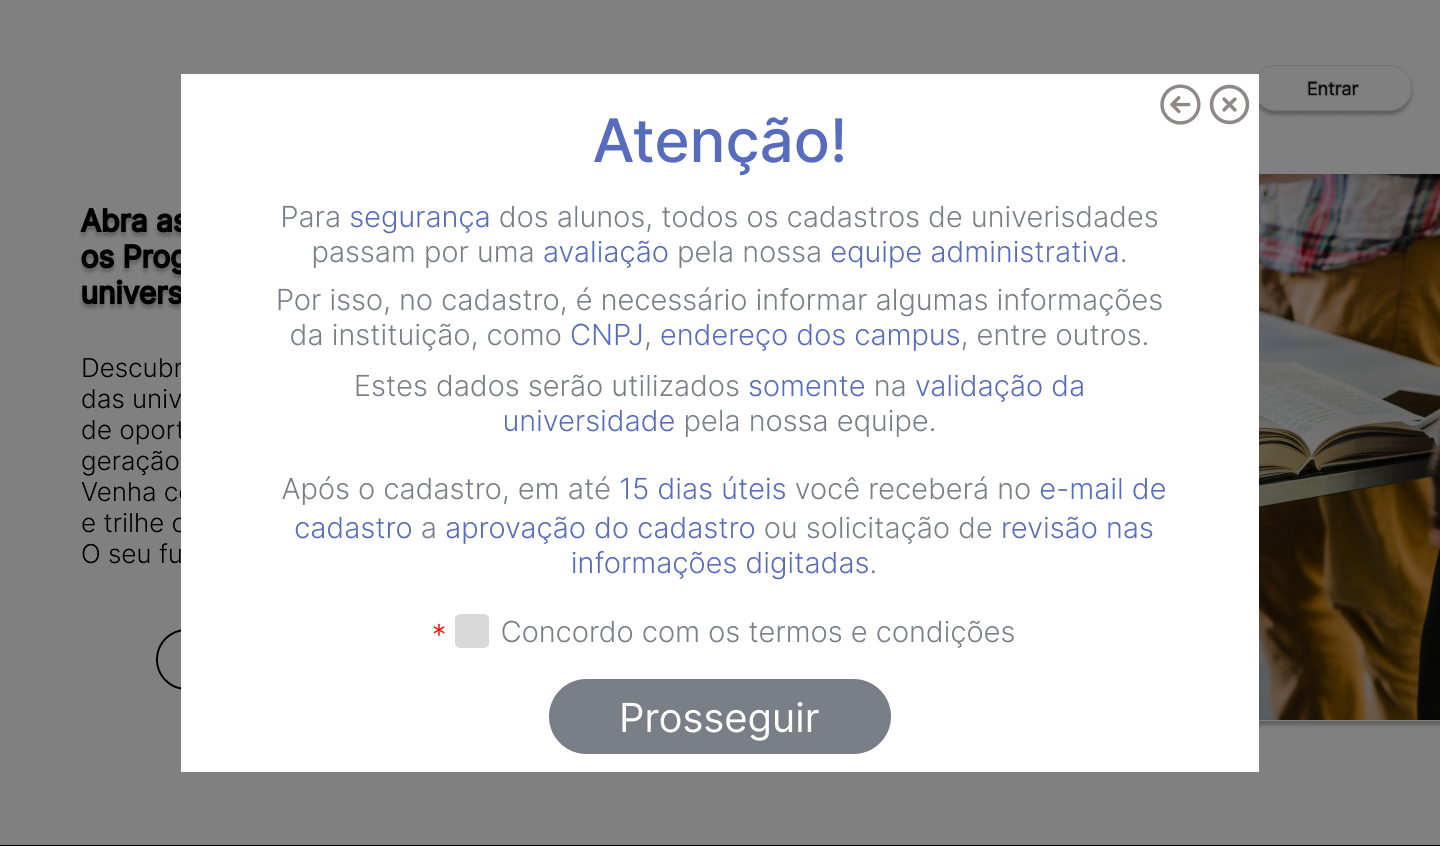 Entrar
Atenção!
Para segurança dos alunos, todos os cadastros de univerisdades
passam por uma avaliação pela nossa equipe administrativa.
Por isso, no cadastro, é necessário informar algumas informações
da instituição, como CNPJ, endereço dos campus, entre outros.
Estes dados serão utilizados somente na validação da
universidade pela nossa equipe.
Após o cadastro, em até 15 dias úteis você receberá no e-mail de
cadastro a aprovação do cadastro ou solicitação de revisão nas
informações digitadas.
* Concordo com os termos e condições
Prosseguir
Abra as
os Prog
univers
Descubr
das univ
de oport
geração
Venha c
e trilhe
O seu fu